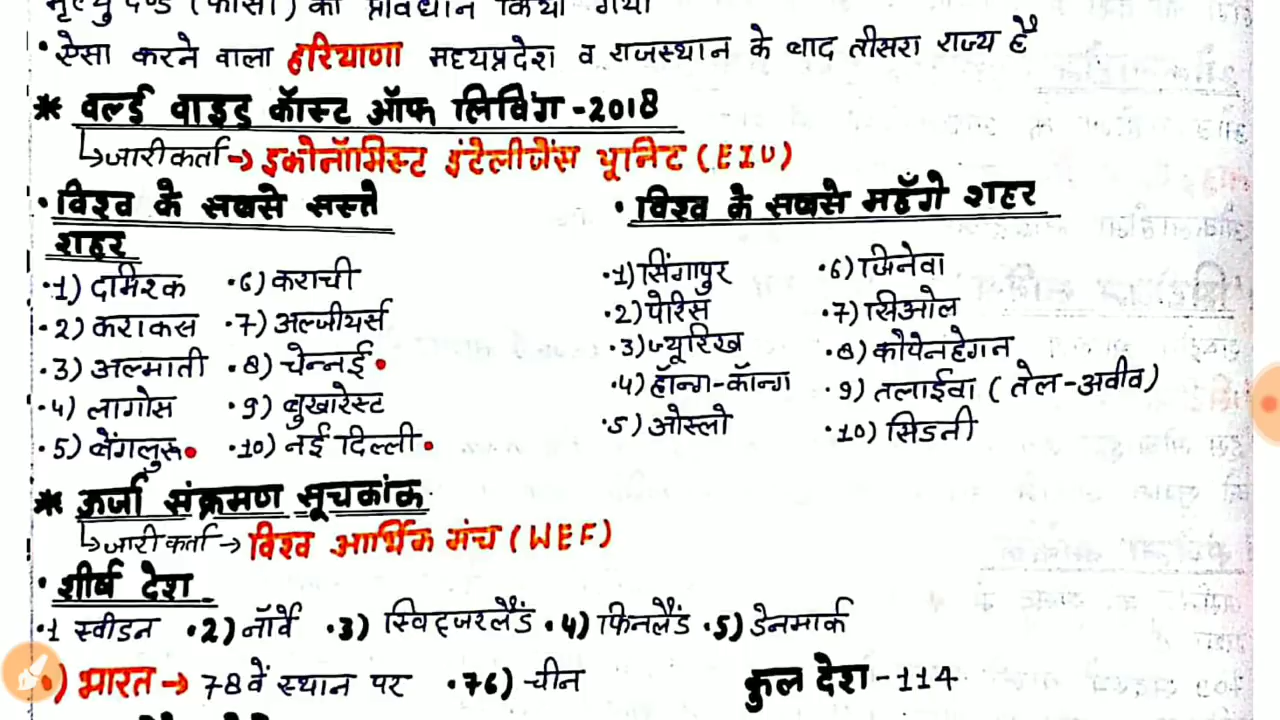 मृत्यु दण्ड (फांसी) का प्रावधान किया गया
• ऐसा करने वाला हरियाणा मध्यप्रदेश व राजस्थान के बाद तीसरा राज्य है
* वर्ल्ड वाइड कॉस्ट ऑफ लिविंग - 2018
↳ जारीकर्ता → इकोनॉमिस्ट इंटेलीजेंस यूनिट (EIU)
• विश्व के सबसे सस्ते शहर
•1) दमिश्क
•2) कराकस
•3) अल्माती
•4) लागोस
•5) बेंगलुरू•
•6) कराची
•7) अल्जीयर्स
•8) चेन्नई•
•9) बुखारेस्ट
•10) नई दिल्ली•
• विश्व के सबसे महँगे शहर
•1) सिंगापुर
•2) पेरिस
•3) ज्यूरिख
•4) हॉन्ग-कॉन्ग
•5) ओस्लो
•6) जिनेवा
•7) सिओल
•8) कोपेनहेगन
•9) तलाईवा (तेल-अवीव)
•10) सिडनी
* ऊर्जा संक्रमण सूचकांक
↳ जारीकर्ता → विश्व आर्थिक मंच (WEF)
• शीर्ष देश
•1 स्वीडन •2) नॉर्वे •3) स्विट्जरलैंड •4) फिनलैंड •5) डेनमार्क
) भारत → 78वें स्थान पर •76) चीन कुल देश - 114